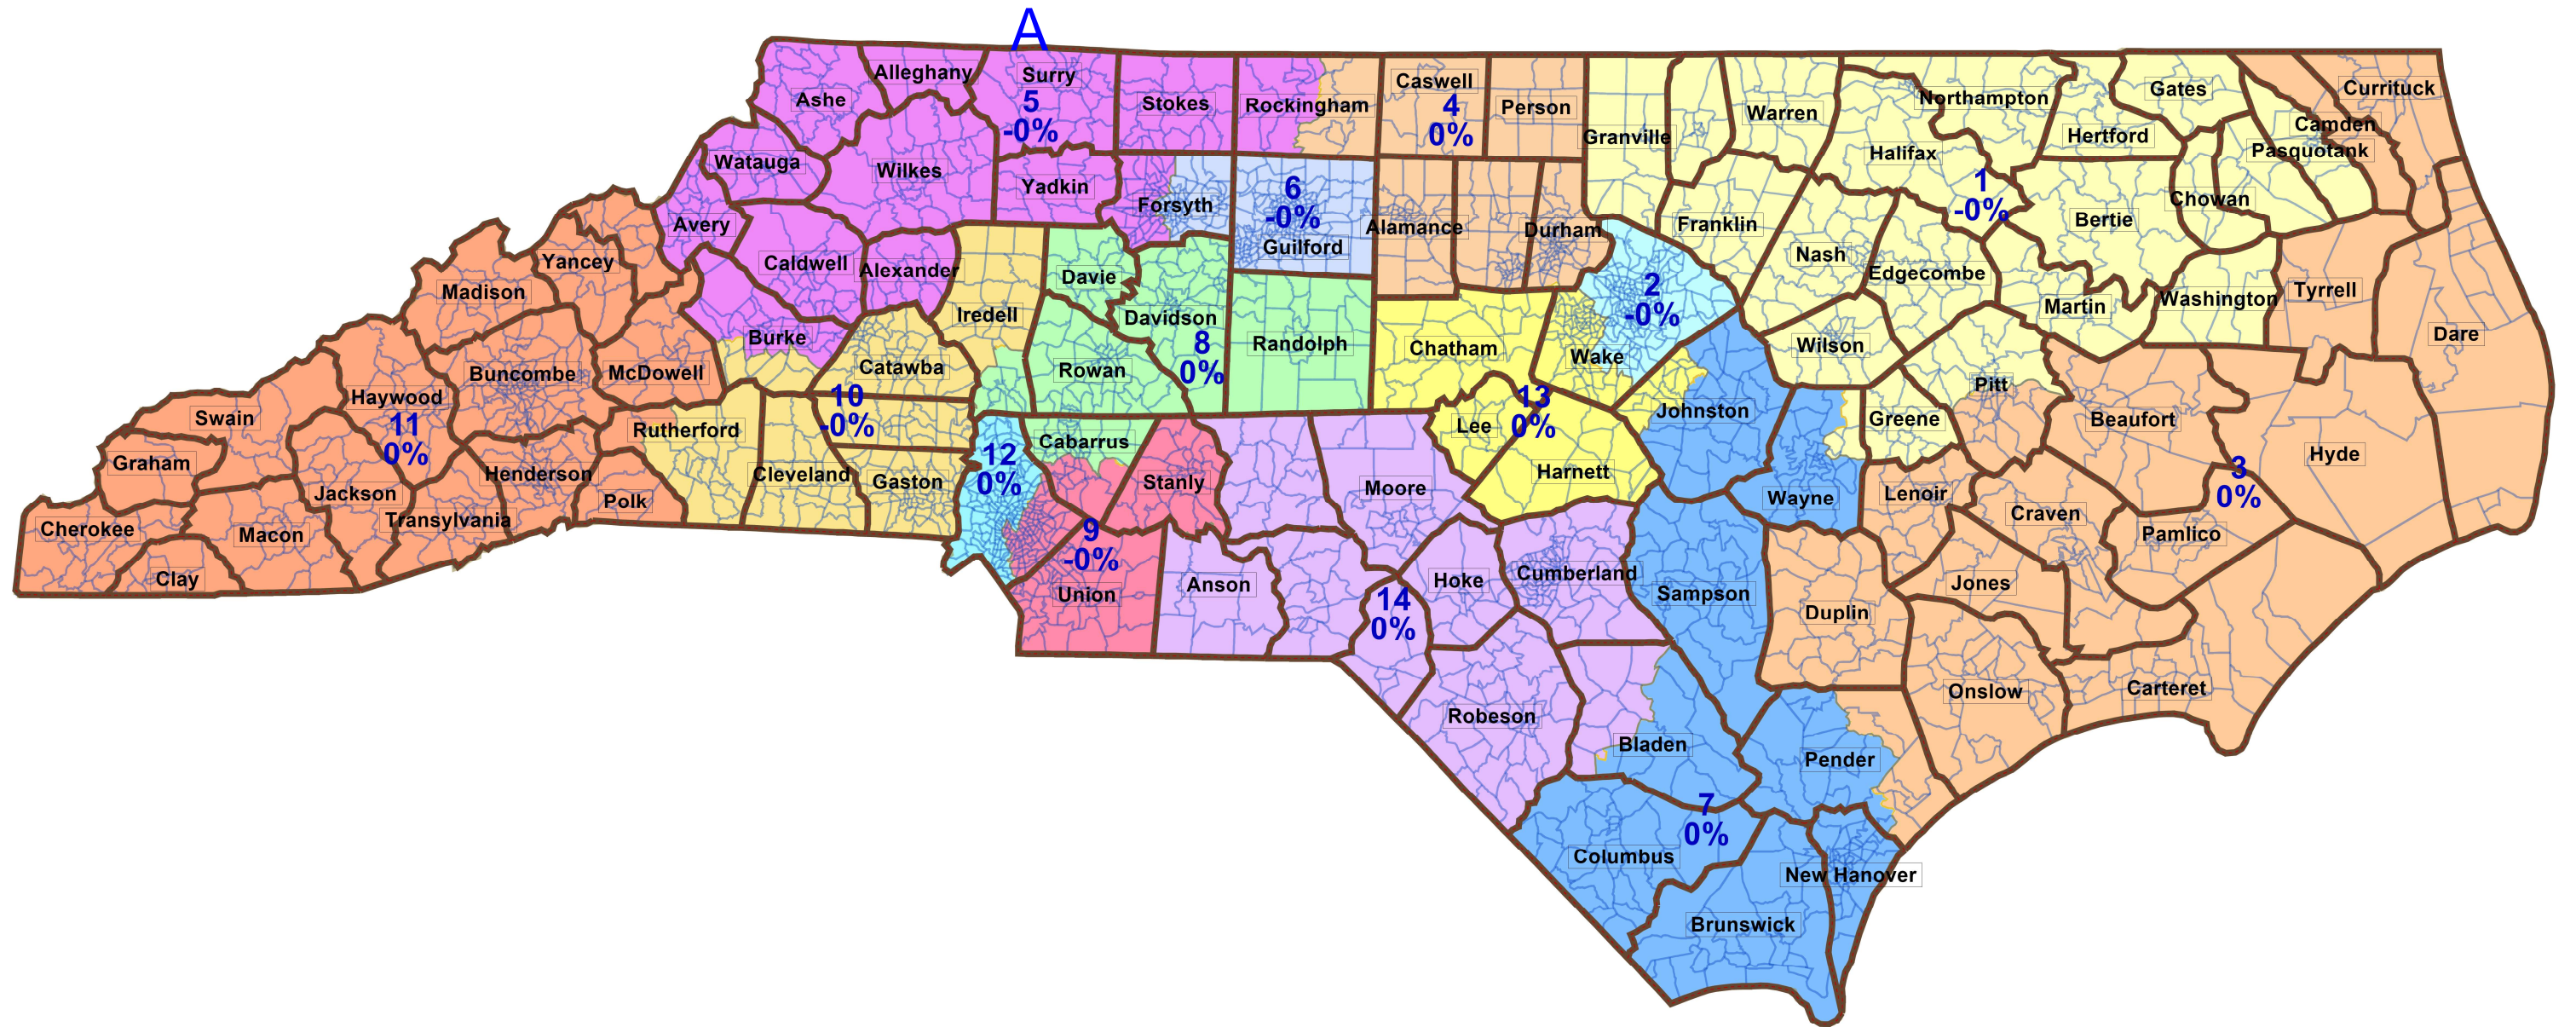 A
Alleghany
Surry
Ashe
5
-0%
Stokes
Rockingham
Caswell
4
0%
Person
Granville
Warren
Northampton
Gates
Currituck
Hertford
Camden
Pasquotank
Halifax
Watauga
Wilkes
Yadkin
Forsyth
6
-0%
Guilford
Alamance
Durham
Franklin
1
-0%
Bertie
Chowan
Avery
Yancey
Caldwell
Alexander
Davie
Nash
Edgecombe
Madison
Iredell
Davidson
8
0%
Randolph
2
-0%
Martin
Washington
Tyrrell
Dare
Burke
Catawba
Rowan
Chatham
Wake
Wilson
Buncombe
McDowell
Haywood
11
0%
10
-0%
13
0%
Pitt
Swain
Rutherford
Cabarrus
Lee
Johnston
Greene
Beaufort
Graham
Henderson
Cleveland
Gaston
12
0%
Stanly
Moore
Harnett
Wayne
Lenoir
3
0%
Hyde
Jackson
Polk
Craven
Cherokee
Macon
Transylvania
9
-0%
Pamlico
Clay
Union
Anson
14
0%
Hoke
Cumberland
Sampson
Duplin
Jones
Robeson
Bladen
Onslow
Carteret
Pender
7
0%
Columbus
New Hanover
Brunswick